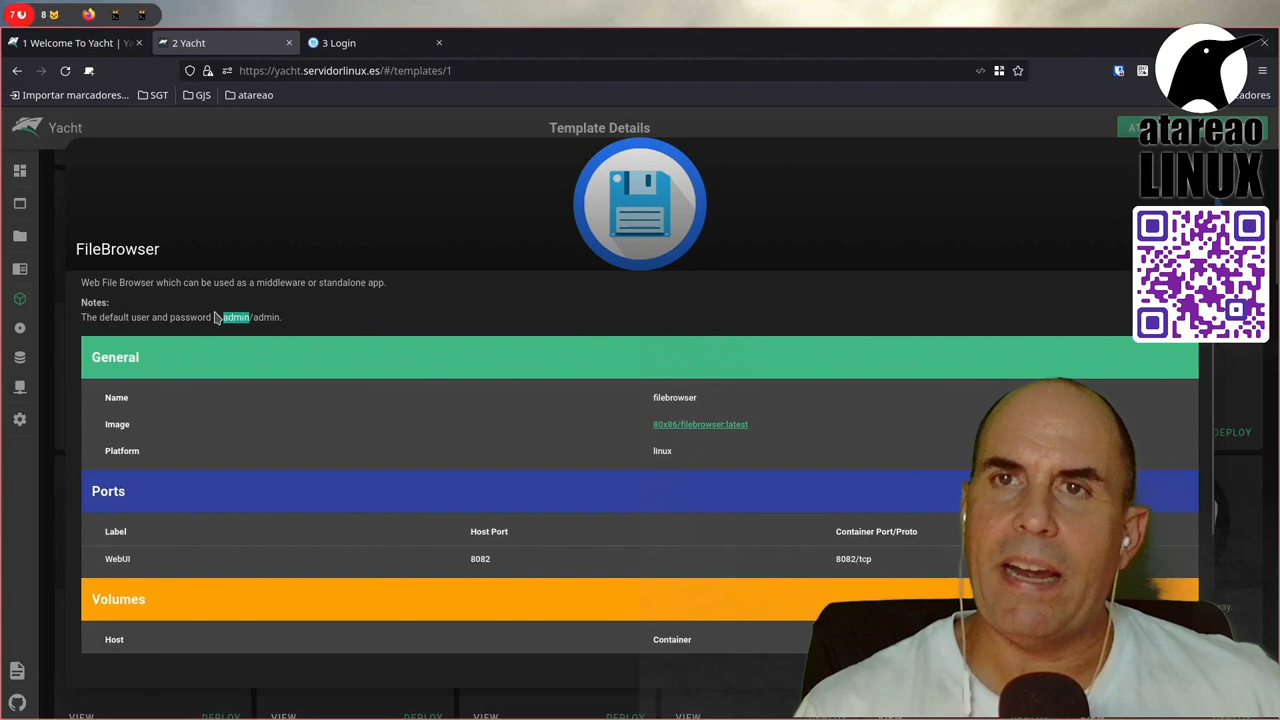 7 8
1 Welcome To Yacht | Y
2 Yacht
3 Login
https://yacht.servidorlinux.es/#/templates/1
Importar marcadores... SGT GJS atareao
cadores
Yacht
Template Details
AT
atareao
LINUX
FileBrowser
Web File Browser which can be used as a middleware or standalone app.
Notes:
The default user and password admin/admin.
General
Name filebrowser
Image 80x86/filebrowser:latest
Platform linux
DEPLOY
Ports
Label Host Port Container Port/Proto
WebUI 8082 8082/tcp
Volumes
way.
Host Container
VIEW DEPLOY VIEW DEPLOY VIEW DEPLOY VIEW